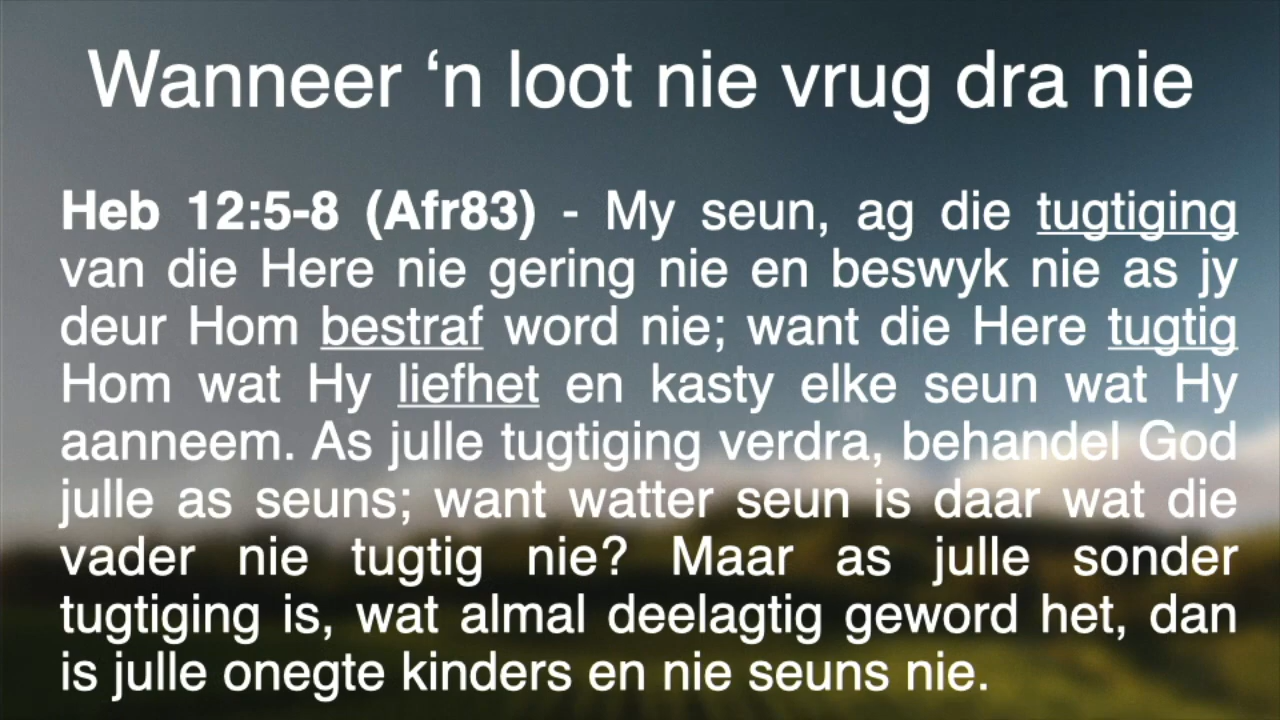 Wanneer ‘n loot nie vrug dra nie
Heb 12:5-8 (Afr83) - My seun, ag die tugtiging
van die Here nie gering nie en beswyk nie as jy
deur Hom bestraf word nie; want die Here tugtig
Hom wat Hy liefhet en kasty elke seun wat Hy
aanneem. As julle tugtiging verdra, behandel God
julle as seuns; want watter seun is daar wat die
vader nie tugtig nie? Maar as julle sonder
tugtiging is, wat almal deelagtig geword het, dan
is julle onegte kinders en nie seuns nie.